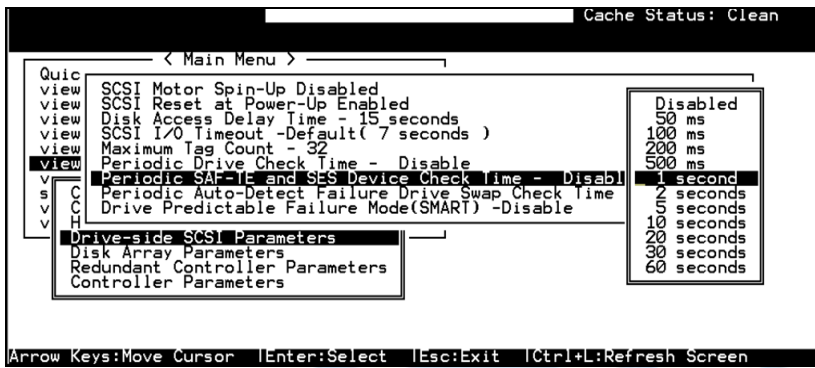 Cache Status: Clean
< Main Menu >
Quic
view SCSI Motor Spin-Up Disabled
view SCSI Reset at Power-Up Enabled
view Disk Access Delay Time - 15 seconds
view SCSI I/O Timeout -Default( 7 seconds )
view Maximum Tag Count - 32
view Periodic Drive Check Time - Disable
v Periodic SAF-TE and SES Device Check Time - Disabl
s C Periodic Auto-Detect Failure Drive Swap Check Time
v C Drive Predictable Failure Mode(SMART) -Disable
v H
Drive-side SCSI Parameters
Disk Array Parameters
Redundant Controller Parameters
Controller Parameters
Disabled
50 ms
100 ms
200 ms
500 ms
1 second
2 seconds
5 seconds
10 seconds
20 seconds
30 seconds
60 seconds
Arrow Keys:Move Cursor |Enter:Select |Esc:Exit |Ctrl+L:Refresh Screen